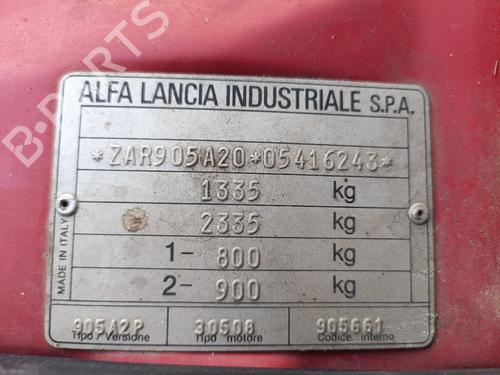 B-PARTS
ALFA LANCIA INDUSTRIALE S.P.A.
*ZAR905A20*05416243*
1335 kg
2335 kg
1- 800 kg
2- 900 kg
MADE IN ITALY
905A2P 30508 905661
Tipo / Versione Tipo motore Codice interno